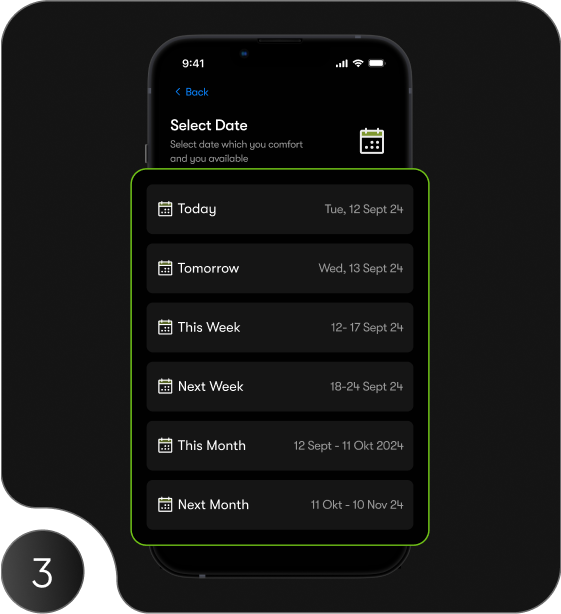 9:41
Back
Select Date
Select date which you comfort
and you available
Today Tue, 12 Sept 24
Tomorrow Wed, 13 Sept 24
This Week 12- 17 Sept 24
Next Week 18-24 Sept 24
This Month 12 Sept - 11 Okt 2024
Next Month 11 Okt - 10 Nov 24
3